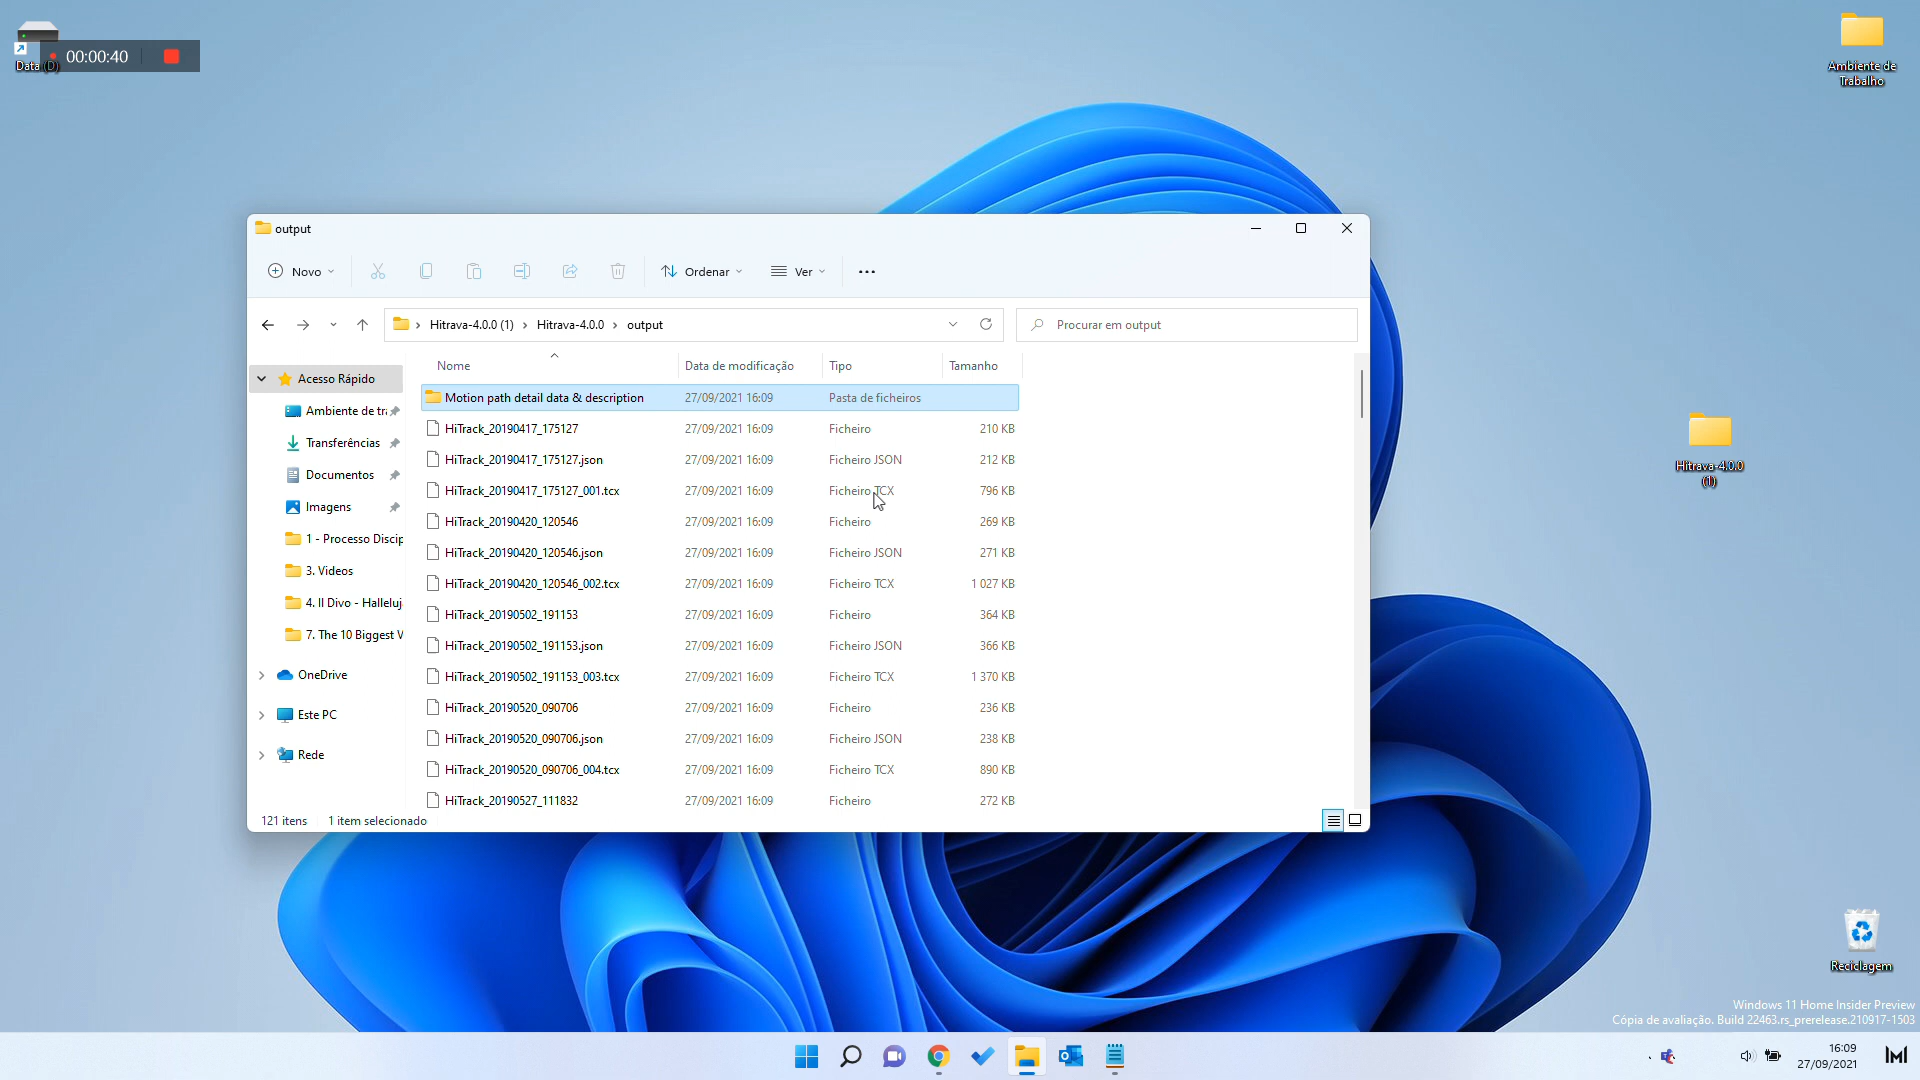 Data (D)
00:00:40
Ambiente de
Trabalho
output
Novo
Ordenar
Ver
Hitrava-4.0.0 (1)
Hitrava-4.0.0
output
Procurar em output
Nome
Data de modificação
Tipo
Tamanho
Acesso Rápido
Ambiente de tra
Transferências
Documentos
Imagens
1 - Processo Discip
3. Videos
4. Il Divo - Halleluj
7. The 10 Biggest V
OneDrive
Este PC
Rede
Motion path detail data & description 27/09/2021 16:09 Pasta de ficheiros
HiTrack_20190417_175127 27/09/2021 16:09 Ficheiro 210 KB
HiTrack_20190417_175127.json 27/09/2021 16:09 Ficheiro JSON 212 KB
HiTrack_20190417_175127_001.tcx 27/09/2021 16:09 Ficheiro TCX 796 KB
HiTrack_20190420_120546 27/09/2021 16:09 Ficheiro 269 KB
HiTrack_20190420_120546.json 27/09/2021 16:09 Ficheiro JSON 271 KB
HiTrack_20190420_120546_002.tcx 27/09/2021 16:09 Ficheiro TCX 1 027 KB
HiTrack_20190502_191153 27/09/2021 16:09 Ficheiro 364 KB
HiTrack_20190502_191153.json 27/09/2021 16:09 Ficheiro JSON 366 KB
HiTrack_20190502_191153_003.tcx 27/09/2021 16:09 Ficheiro TCX 1 370 KB
HiTrack_20190520_090706 27/09/2021 16:09 Ficheiro 236 KB
HiTrack_20190520_090706.json 27/09/2021 16:09 Ficheiro JSON 238 KB
HiTrack_20190520_090706_004.tcx 27/09/2021 16:09 Ficheiro TCX 890 KB
HiTrack_20190527_111832 27/09/2021 16:09 Ficheiro 272 KB
121 itens 1 item selecionado
Hitrava-4.0.0
(1)
Reciclagem
Windows 11 Home Insider Preview
Cópia de avaliação. Build 22463.rs_prerelease.210917-1503
16:09
27/09/2021